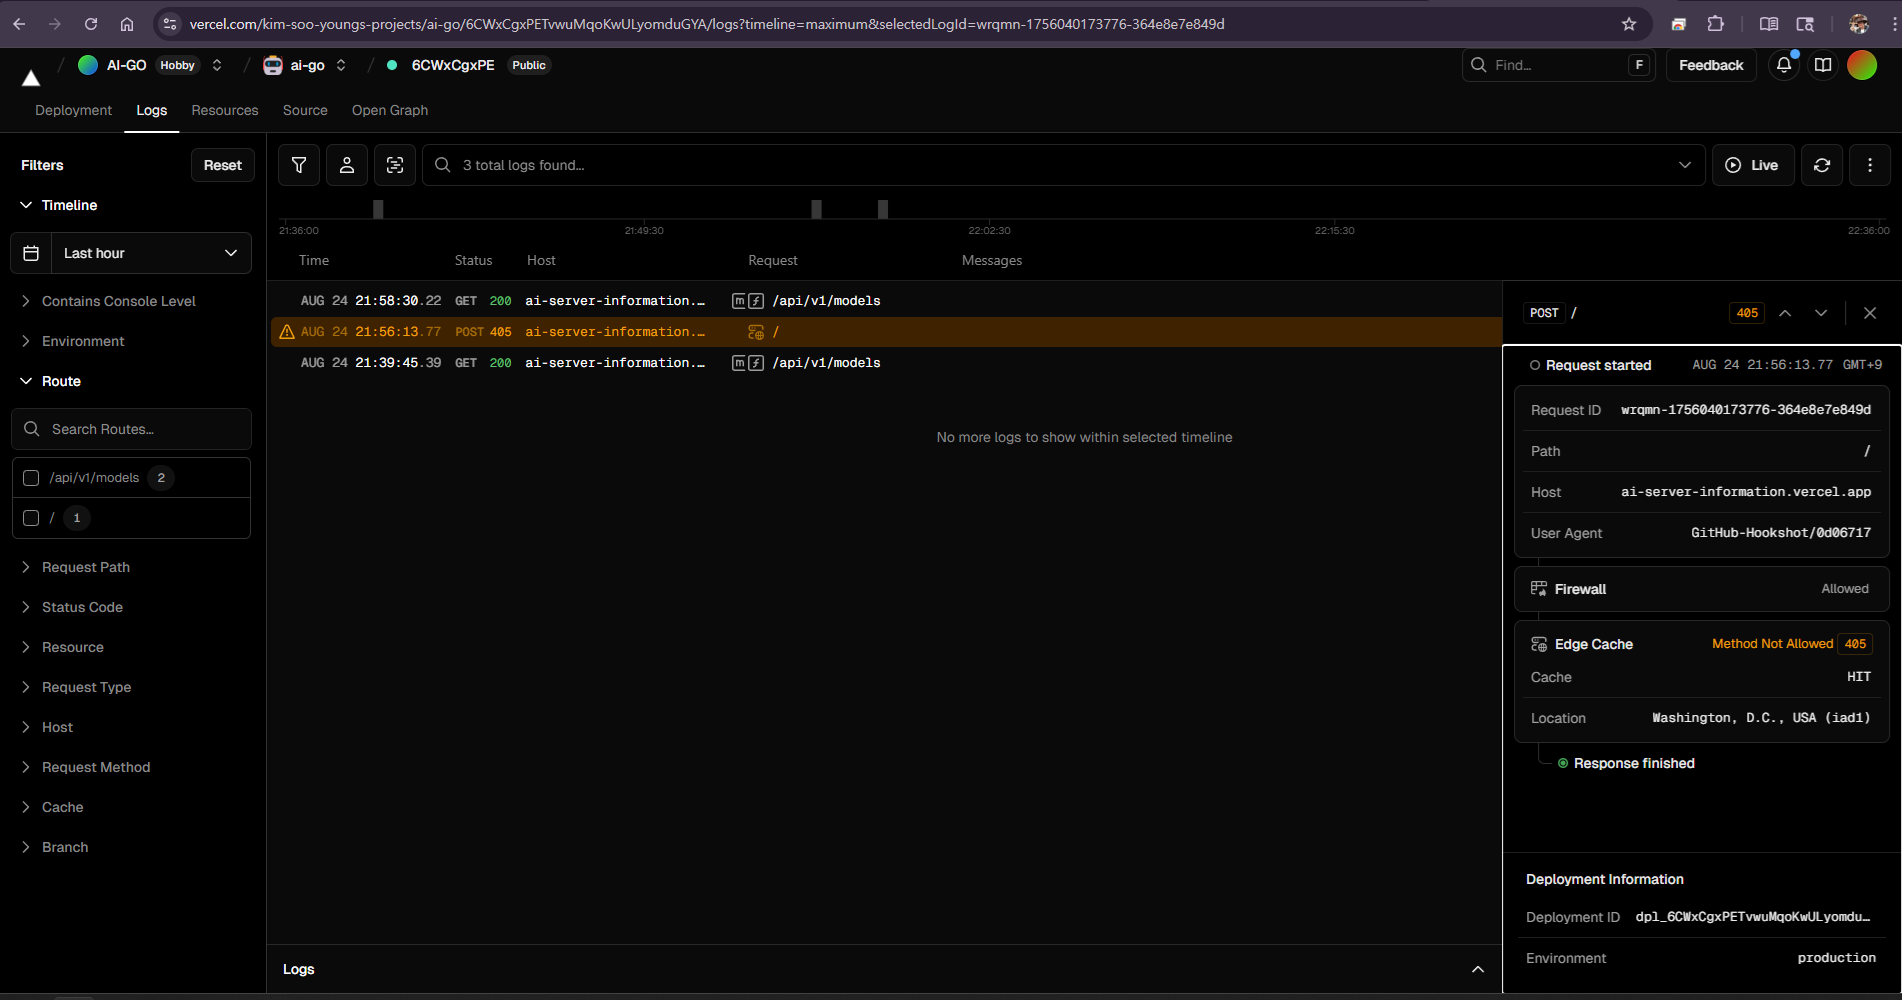 vercel.com/kim-soo-youngs-projects/ai-go/6CWxCgxPETvwuMqoKwULyomduGYA/logs?timeline=maximum&selectedLogId=wrqmn-1756040173776-364e8e7e849d
AI-GO Hobby ai-go 6CWxCgxPE Public Find... F Feedback
Deployment Logs Resources Source Open Graph
Filters Reset
Timeline
Last hour
Contains Console Level
Environment
Route
Search Routes...
/api/v1/models 2
/ 1
Request Path
Status Code
Resource
Request Type
Host
Request Method
Cache
Branch
3 total logs found...
Live
21:36:00 21:49:30 22:02:30 22:15:30 22:36:00
Time Status Host Request Messages
AUG 24 21:58:30.22 GET 200 ai-server-information.… m f /api/v1/models
AUG 24 21:56:13.77 POST 405 ai-server-information.… /
AUG 24 21:39:45.39 GET 200 ai-server-information.… m f /api/v1/models
No more logs to show within selected timeline
Logs
POST / 405
Request started AUG 24 21:56:13.77 GMT+9
Request ID wrqmn-1756040173776-364e8e7e849d
Path /
Host ai-server-information.vercel.app
User Agent GitHub-Hookshot/0d06717
Firewall Allowed
Edge Cache Method Not Allowed 405
Cache HIT
Location Washington, D.C., USA (iad1)
Response finished
Deployment Information
Deployment ID dpl_6CWxCgxPETvwuMqoKwULyomdu…
Environment production